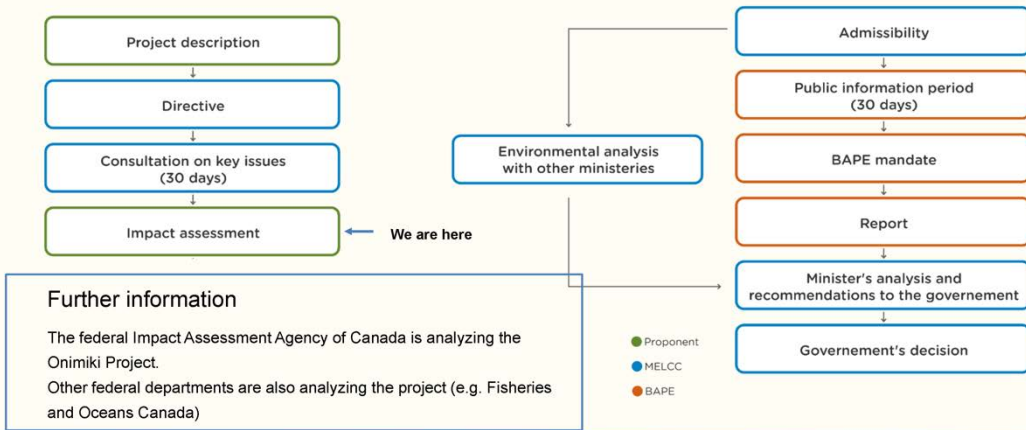 Project description
Directive
Consultation on key issues
(30 days)
Impact assessment
We are here
Further information
The federal Impact Assessment Agency of Canada is analyzing the
Onimiki Project.
Other federal departments are also analyzing the project (e.g. Fisheries
and Oceans Canada)
Environmental analysis
with other ministeries
Admissibility
Public information period
(30 days)
BAPE mandate
Report
Minister's analysis and
recommendations to the governement
Governement's decision
Proponent
MELCC
BAPE